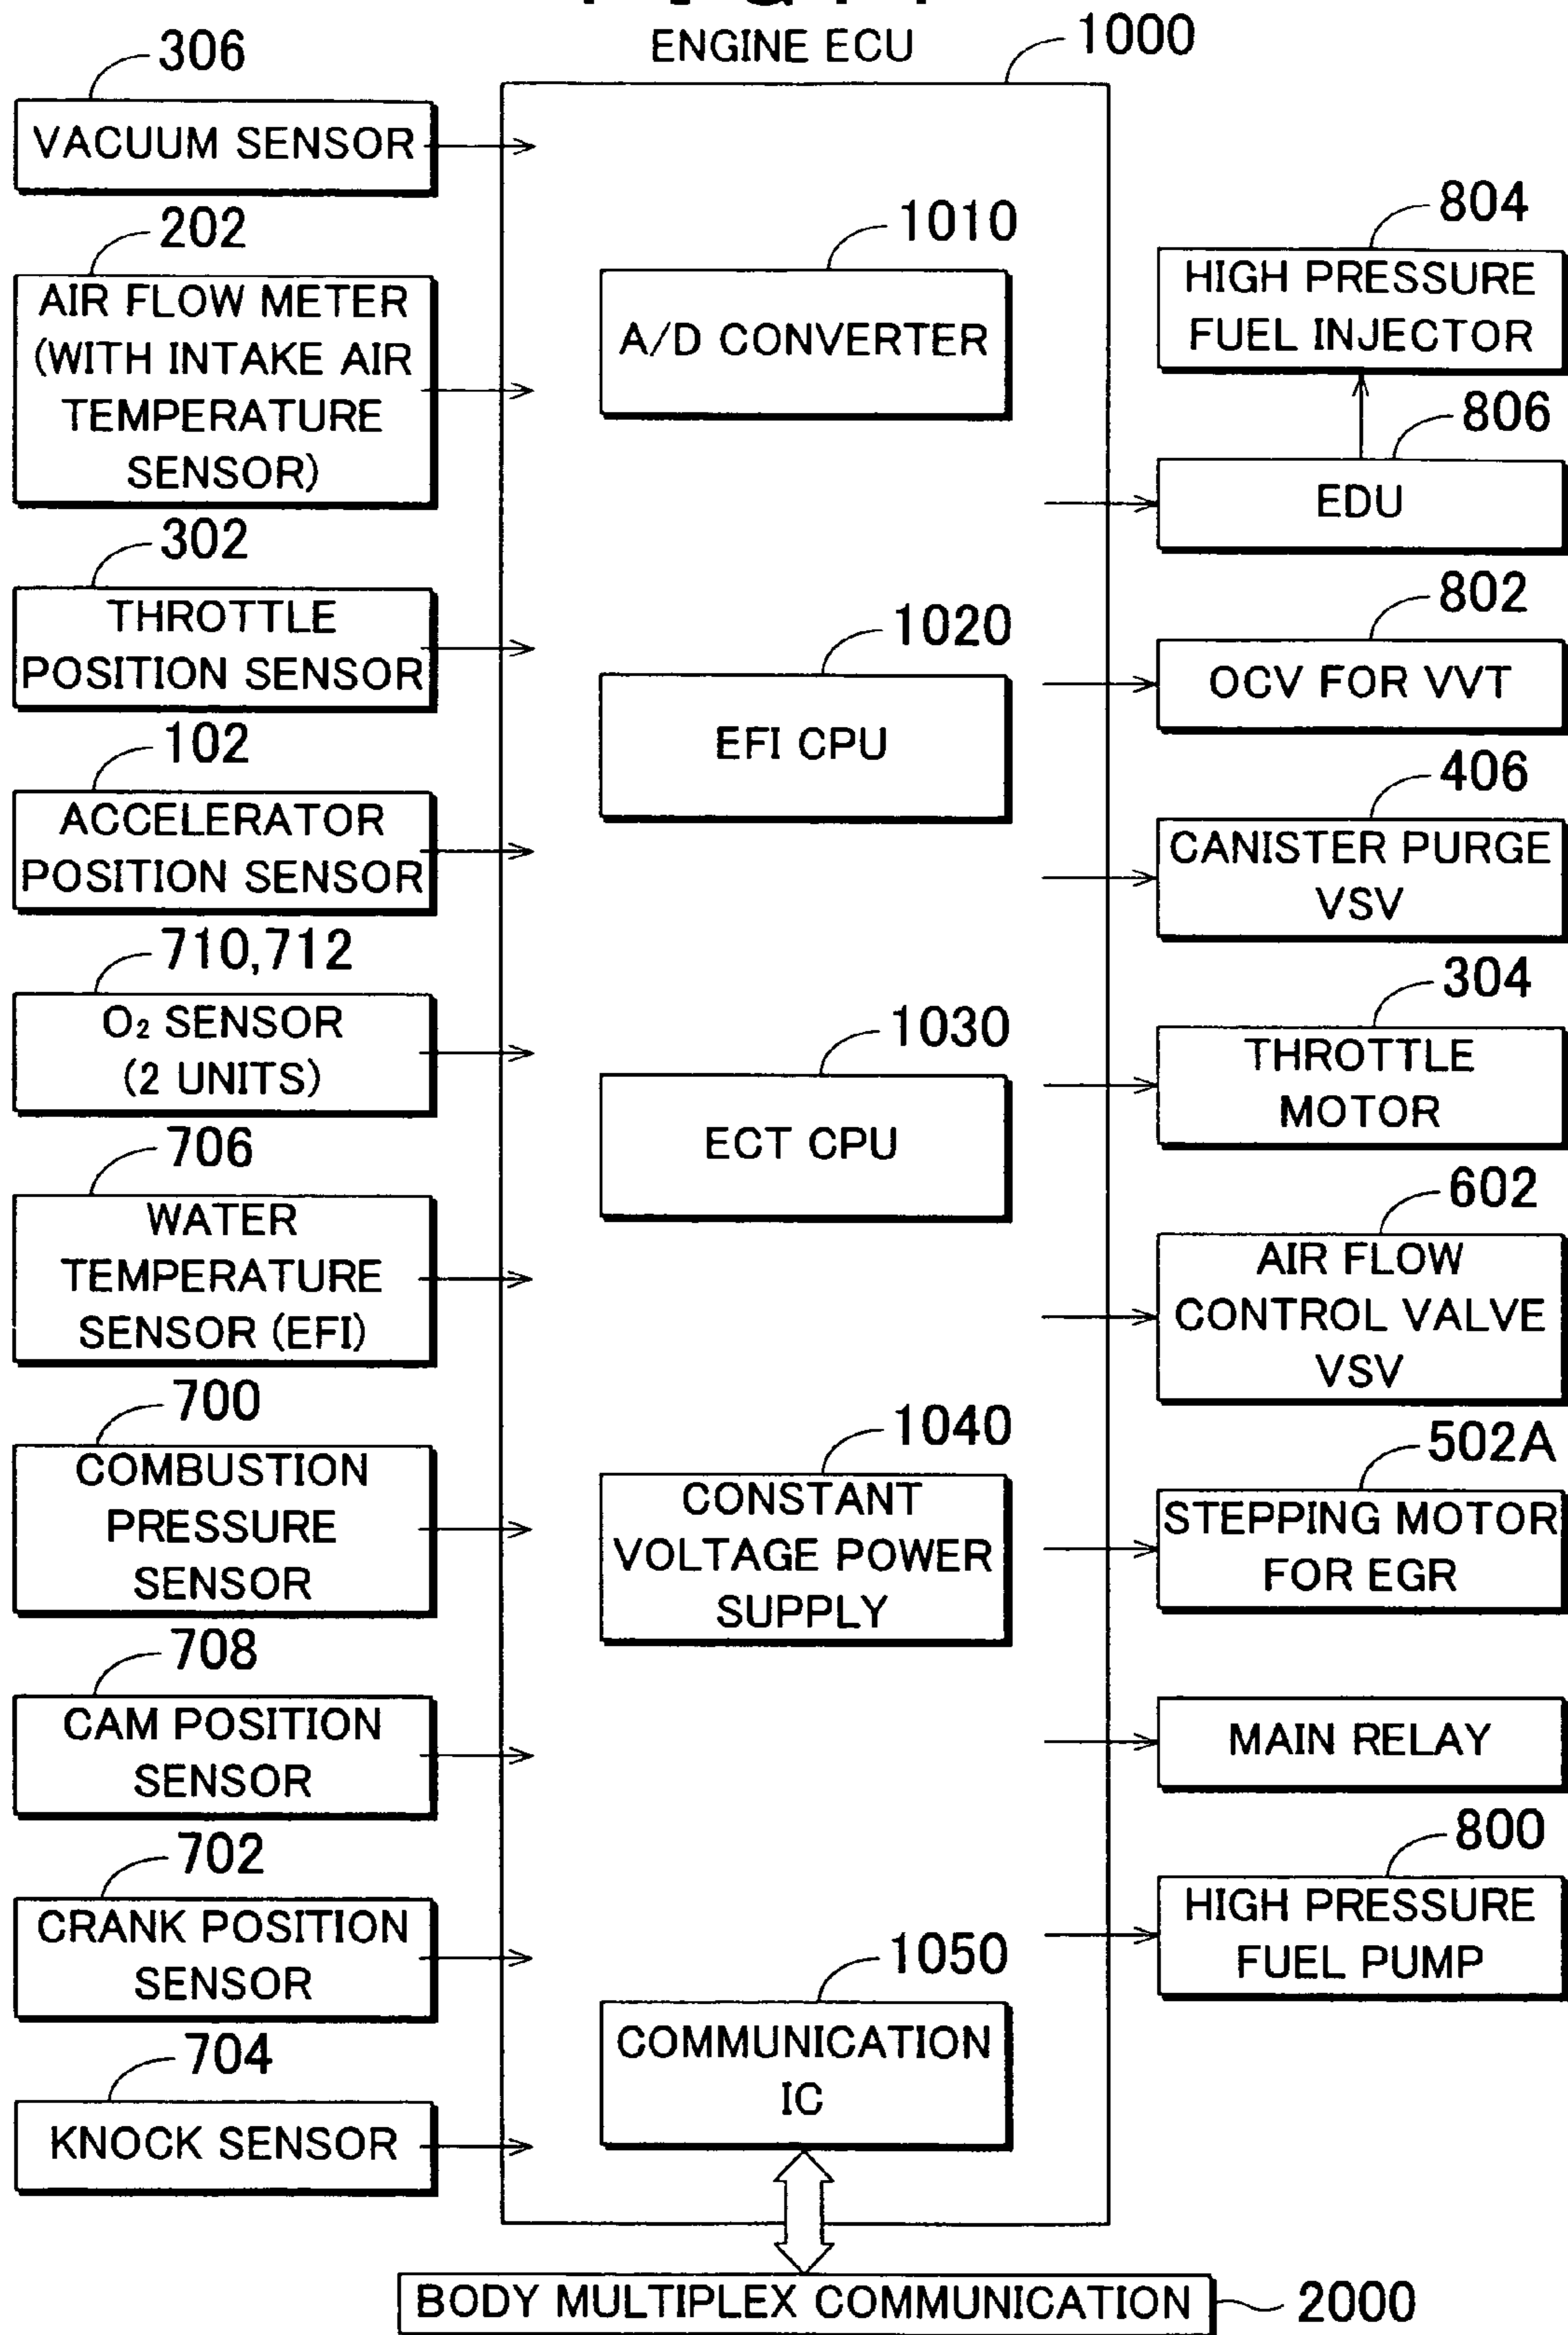 ENGINE ECU
1000
306
VACUUM SENSOR
202
AIR FLOW METER
(WITH INTAKE AIR
TEMPERATURE
SENSOR)
302
THROTTLE
POSITION SENSOR
102
ACCELERATOR
POSITION SENSOR
710,712
O₂ SENSOR
(2 UNITS)
706
WATER
TEMPERATURE
SENSOR (EFI)
700
COMBUSTION
PRESSURE
SENSOR
708
CAM POSITION
SENSOR
702
CRANK POSITION
SENSOR
704
KNOCK SENSOR
1010
A/D CONVERTER
1020
EFI CPU
1030
ECT CPU
1040
CONSTANT
VOLTAGE POWER
SUPPLY
1050
COMMUNICATION
IC
804
HIGH PRESSURE
FUEL INJECTOR
806
EDU
802
OCV FOR VVT
406
CANISTER PURGE
VSV
304
THROTTLE
MOTOR
602
AIR FLOW
CONTROL VALVE
VSV
502A
STEPPING MOTOR
FOR EGR
MAIN RELAY
800
HIGH PRESSURE
FUEL PUMP
BODY MULTIPLEX COMMUNICATION
2000